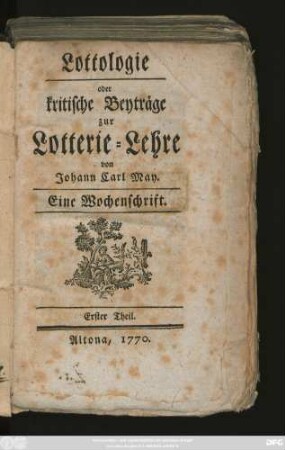 Lottologie
oder
kritische Beyträge
zur
Lotterie-Lehre
von
Johann Carl May.
Eine Wochenschrift.
Erster Theil.
Altona, 1770.